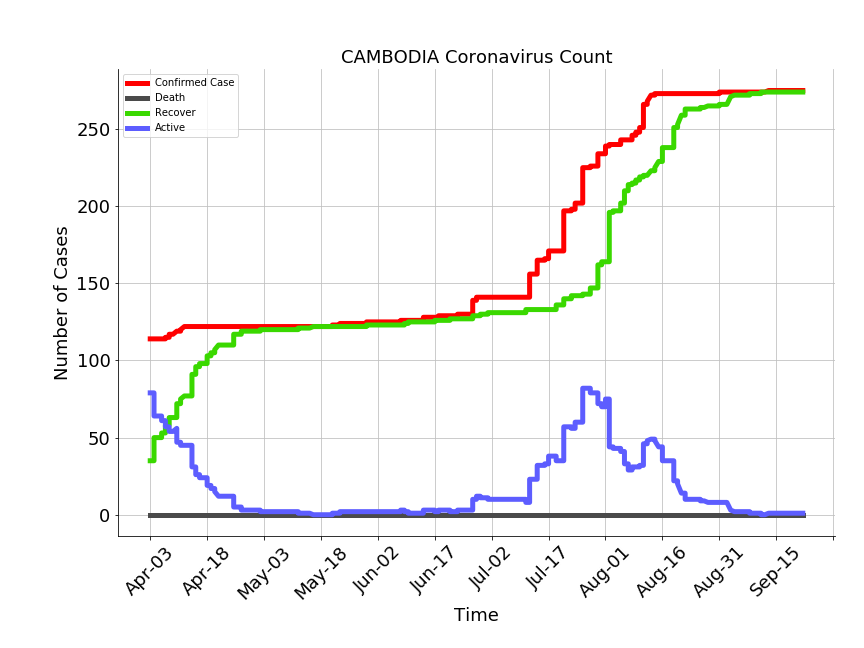 CAMBODIA Coronavirus Count
Confirmed Case
Death
Recover
Active
Number of Cases
250
200
150
100
50
0
Apr-03
Apr-18
May-03
May-18
Jun-02
Jun-17
Jul-02
Jul-17
Aug-01
Aug-16
Aug-31
Sep-15
Time